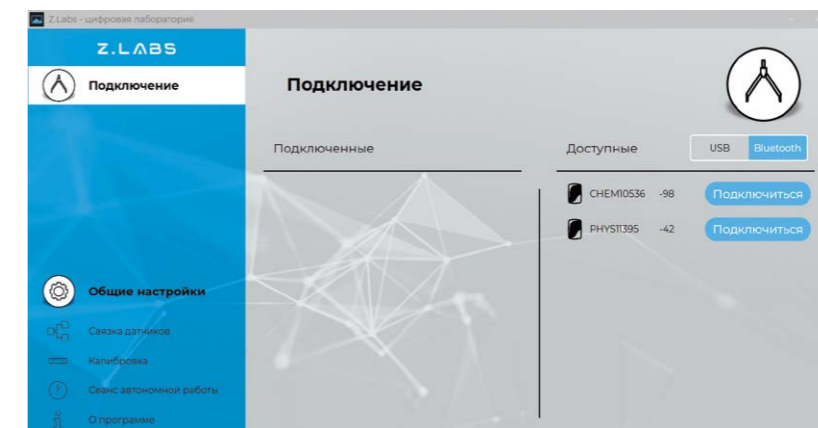 Z.Labs - цифровая лаборатория
Z.LABS
Подключение
Подключение
Подключенные
Доступные
USB Bluetooth
CHEM10536 -98 Подключиться
PHYS11395 -42 Подключиться
Общие настройки
Связка датчиков
Калибровка
Сеанс автономной работы
О программе